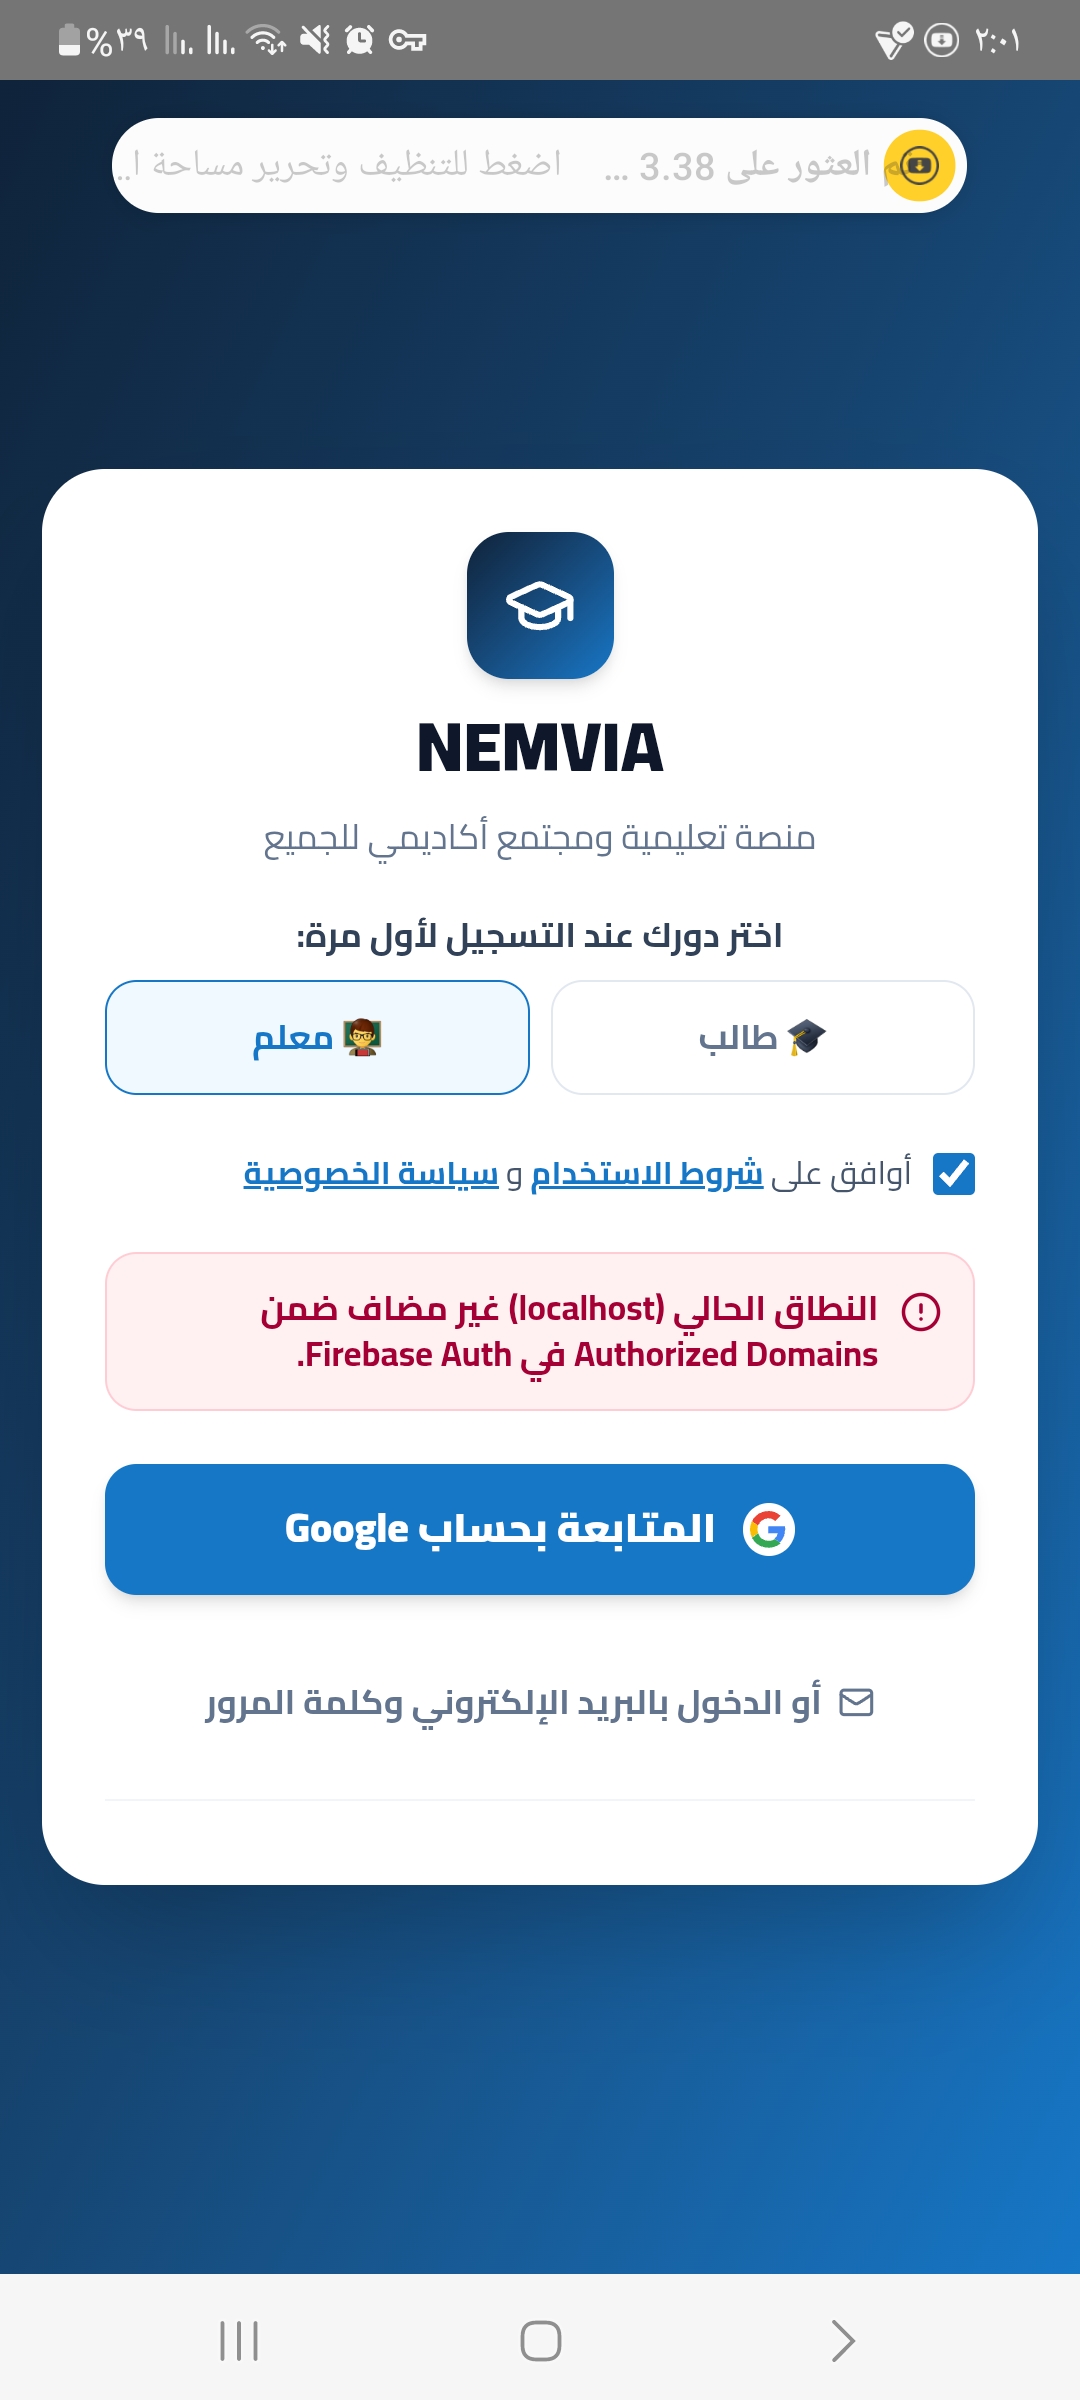 ٢:٠١
%٣٩
العثور على 3.38 ...
اضغط للتنظيف وتحرير مساحة ا..
NEMVIA
منصة تعليمية ومجتمع أكاديمي للجميع
اختر دورك عند التسجيل لأول مرة:
🎓 طالب
👨‍🏫 معلم
أوافق على شروط الاستخدام و سياسة الخصوصية
النطاق الحالي (localhost) غير مضاف ضمن
Authorized Domains في Firebase Auth.
المتابعة بحساب Google
أو الدخول بالبريد الإلكتروني وكلمة المرور